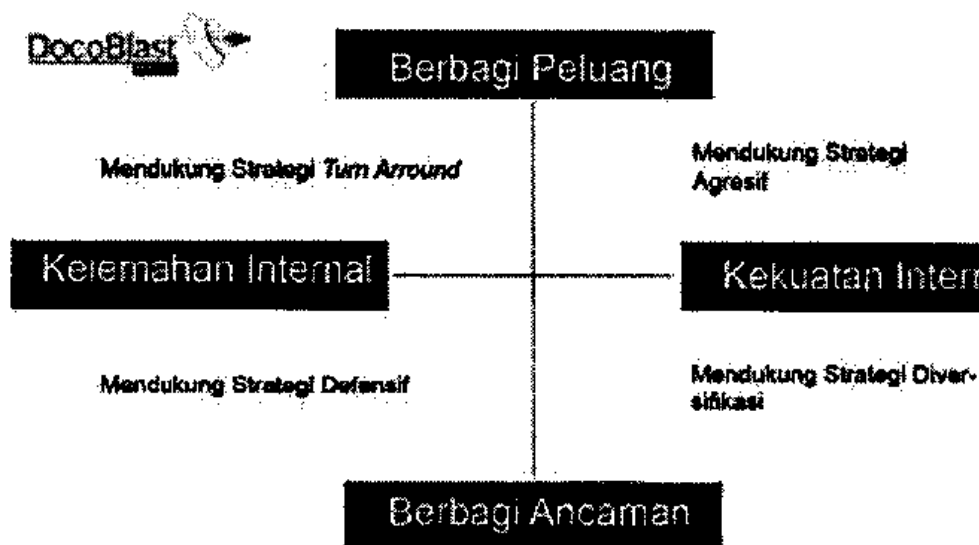 DocoBlast
Berbagi Peluang
Mendukung Strategi Turn Arround
Mendukung Strategi
Agresif
Kelemahan Internal
Kekuatan Intern
Mendukung Strategi Defensif
Mendukung Strategi Diver-
sifikasi
Berbagi Ancaman